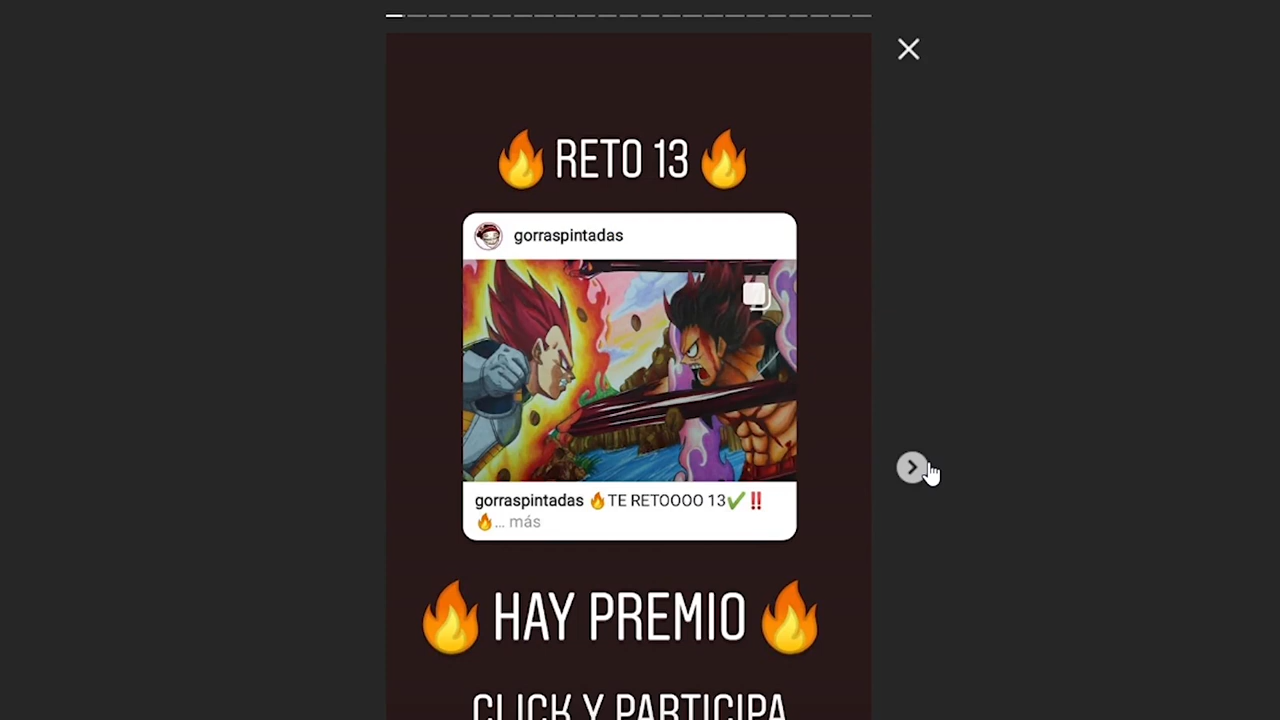 🔥 RETO 13 🔥
gorraspintadas
gorraspintadas 🔥TE RETOOOO 13✅‼️
🔥... más
🔥 HAY PREMIO 🔥
CLICK Y PARTICIPA